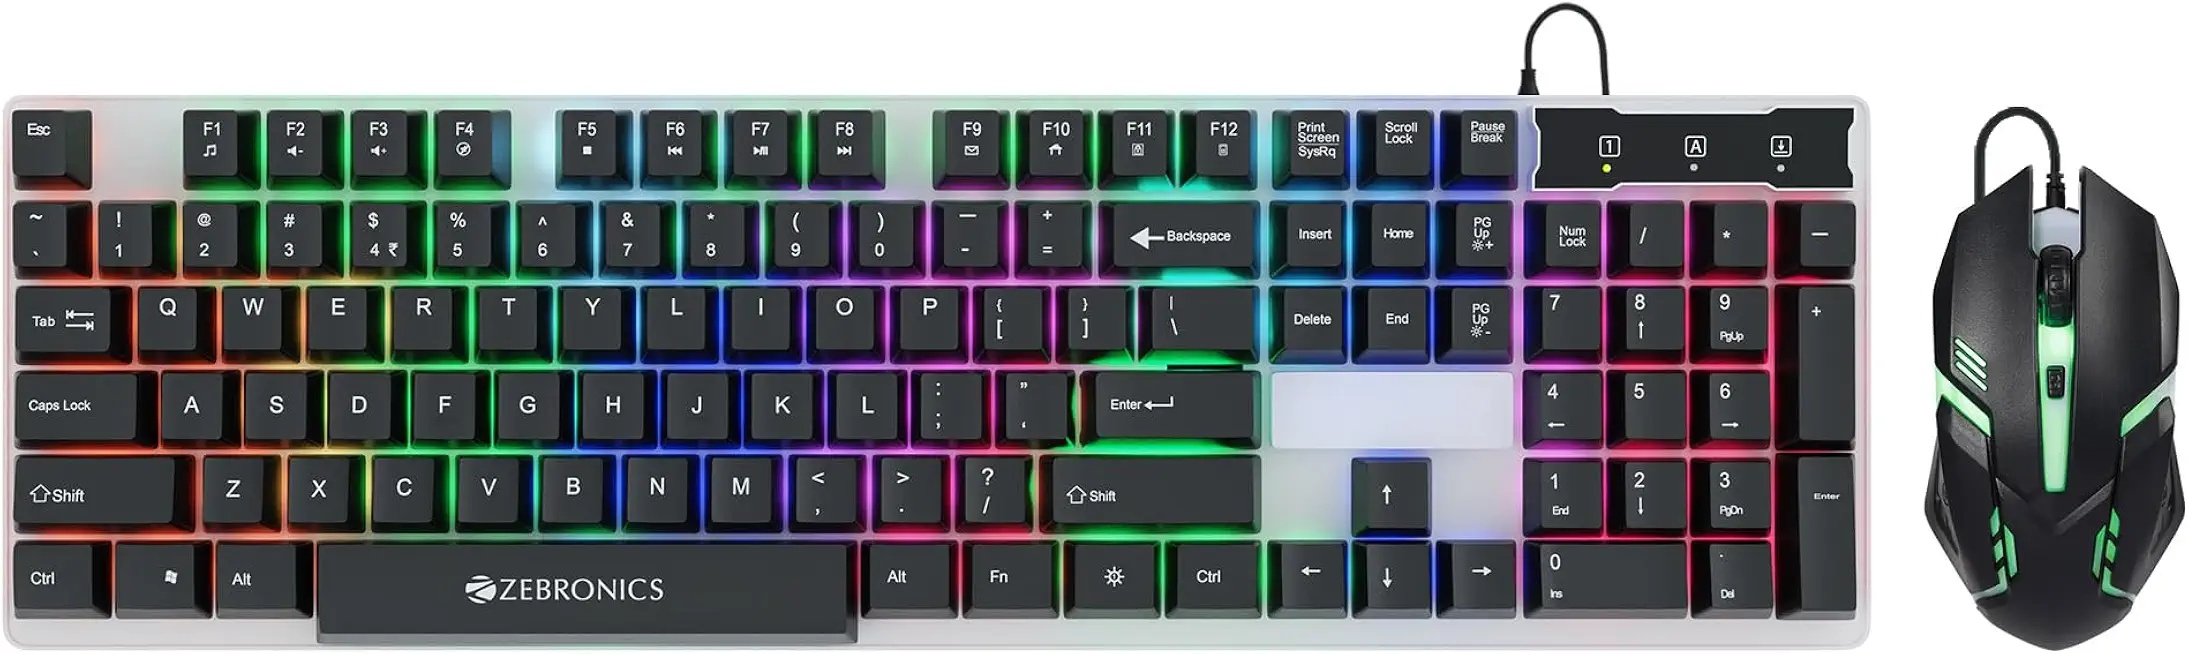 Esc F1 F2 F3 F4 F5 F6 F7 F8 F9 F10 F11 F12 Print Scroll Pause
Screen Lock Break
SysRq
1 A
~ ! @ # $ % ^ & * ( ) — +
` 1 2 3 4 ₹ 5 6 7 8 9 0 - = Backspace Insert Home PG Up + Num Lock / * —
Tab Q W E R T Y L I O P { [ } ] | \ Delete End PG Up - 7 8 9 PgUp +
Caps Lock A S D F G H J K L : ; " ' Enter 4 5 6
Shift Z X C V B N M < , > . ? / Shift 1 End 2 3 PgDn Enter
Ctrl Alt ZEBRONICS Alt Fn Ctrl 0 Ins . Del